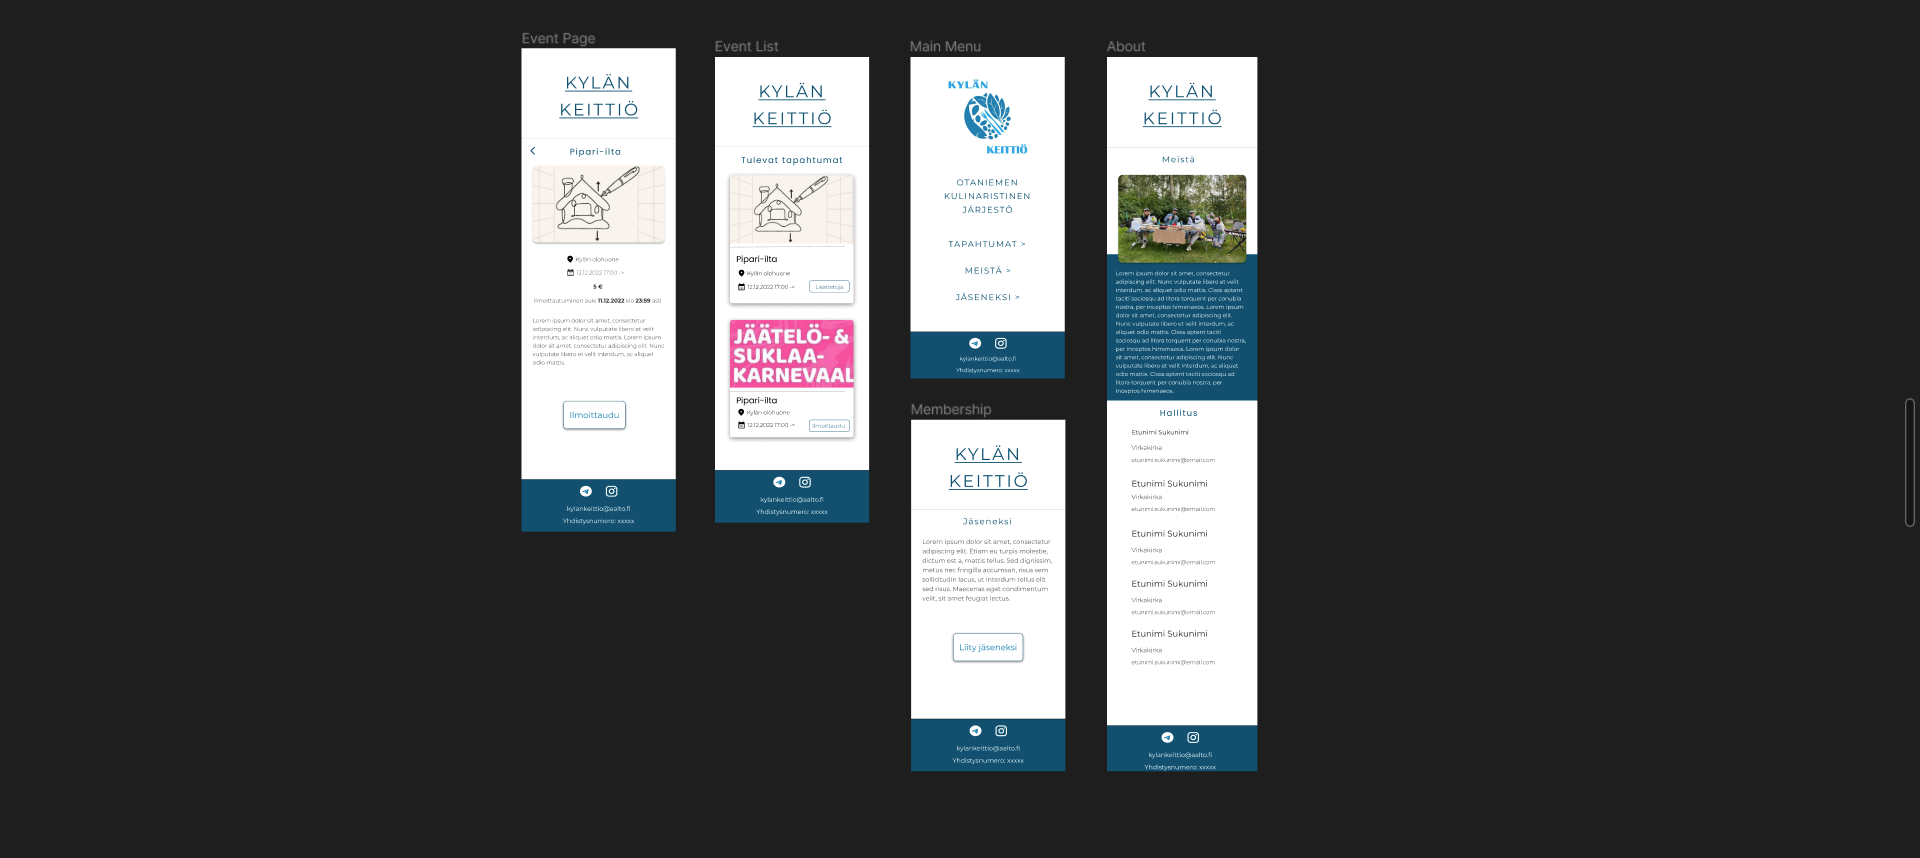 Event Page
KYLÄN
KEITTIÖ
Pipari-ilta
Kylän olohuone
12.12.2022 17:00 ->
5 €
Ilmoittautuminen auki 11.12.2022 klo 23:59 asti
Lorem ipsum dolor sit amet, consectetur
adipiscing elit. Nunc vulputate libero et velit
interdum, ac aliquet odio mattis. Lorem ipsum
dolor sit amet, consectetur adipiscing elit. Nunc
vulputate libero et velit interdum, ac aliquet
odio mattis.
Ilmoittaudu
kylankeittio@aalto.fi
Yhdistysnumero: xxxxx
Event List
KYLÄN
KEITTIÖ
Tulevat tapahtumat
Pipari-ilta
Kylän olohuone
12.12.2022 17:00 ->
Lisätietoja
JÄÄTELÖ- &
SUKLAA-
KARNEVAAL
Pipari-ilta
Kylän olohuone
12.12.2022 17:00 ->
Ilmoittaudu
kylankeittio@aalto.fi
Yhdistysnumero: xxxxx
Main Menu
KYLÄN
KEITTIÖ
OTANIEMEN
KULINARISTINEN
JÄRJESTÖ
TAPAHTUMAT >
MEISTÄ >
JÄSENEKSI >
kylankeittio@aalto.fi
Yhdistysnumero: xxxxx
Membership
KYLÄN
KEITTIÖ
Jäseneksi
Lorem ipsum dolor sit amet, consectetur
adipiscing elit. Etiam eu turpis molestie,
dictum est a, mattis tellus. Sed dignissim,
metus nec fringilla accumsan, risus sem
sollicitudin lacus, ut interdum tellus elit
sed risus. Maecenas eget condimentum
velit, sit amet feugiat lectus.
Liity jäseneksi
kylankeittio@aalto.fi
Yhdistysnumero: xxxxx
About
KYLÄN
KEITTIÖ
Meistä
Lorem ipsum dolor sit amet, consectetur
adipiscing elit. Nunc vulputate libero et velit
interdum, ac aliquet odio mattis. Class aptent
taciti sociosqu ad litora torquent per conubia
nostra, per inceptos himenaeos. Lorem ipsum
dolor sit amet, consectetur adipiscing elit.
Nunc vulputate libero et velit interdum, ac
aliquet odio mattis. Class aptent taciti
sociosqu ad litora torquent per conubia nostra,
per inceptos himenaeos. Lorem ipsum dolor
sit amet, consectetur adipiscing elit. Nunc
vulputate libero et velit interdum, ac aliquet
odio mattis. Class aptent taciti sociosqu ad
litora torquent per conubia nostra, per
inceptos himenaeos.
Hallitus
Etunimi Sukunimi
Virkakirka
etunimi.sukunimi@email.com
Etunimi Sukunimi
Virkakirka
etunimi.sukunimi@email.com
Etunimi Sukunimi
Virkakirka
etunimi.sukunimi@email.com
Etunimi Sukunimi
Virkakirka
etunimi.sukunimi@email.com
Etunimi Sukunimi
Virkakirka
etunimi.sukunimi@email.com
kylankeittio@aalto.fi
Yhdistysnumero: xxxxx